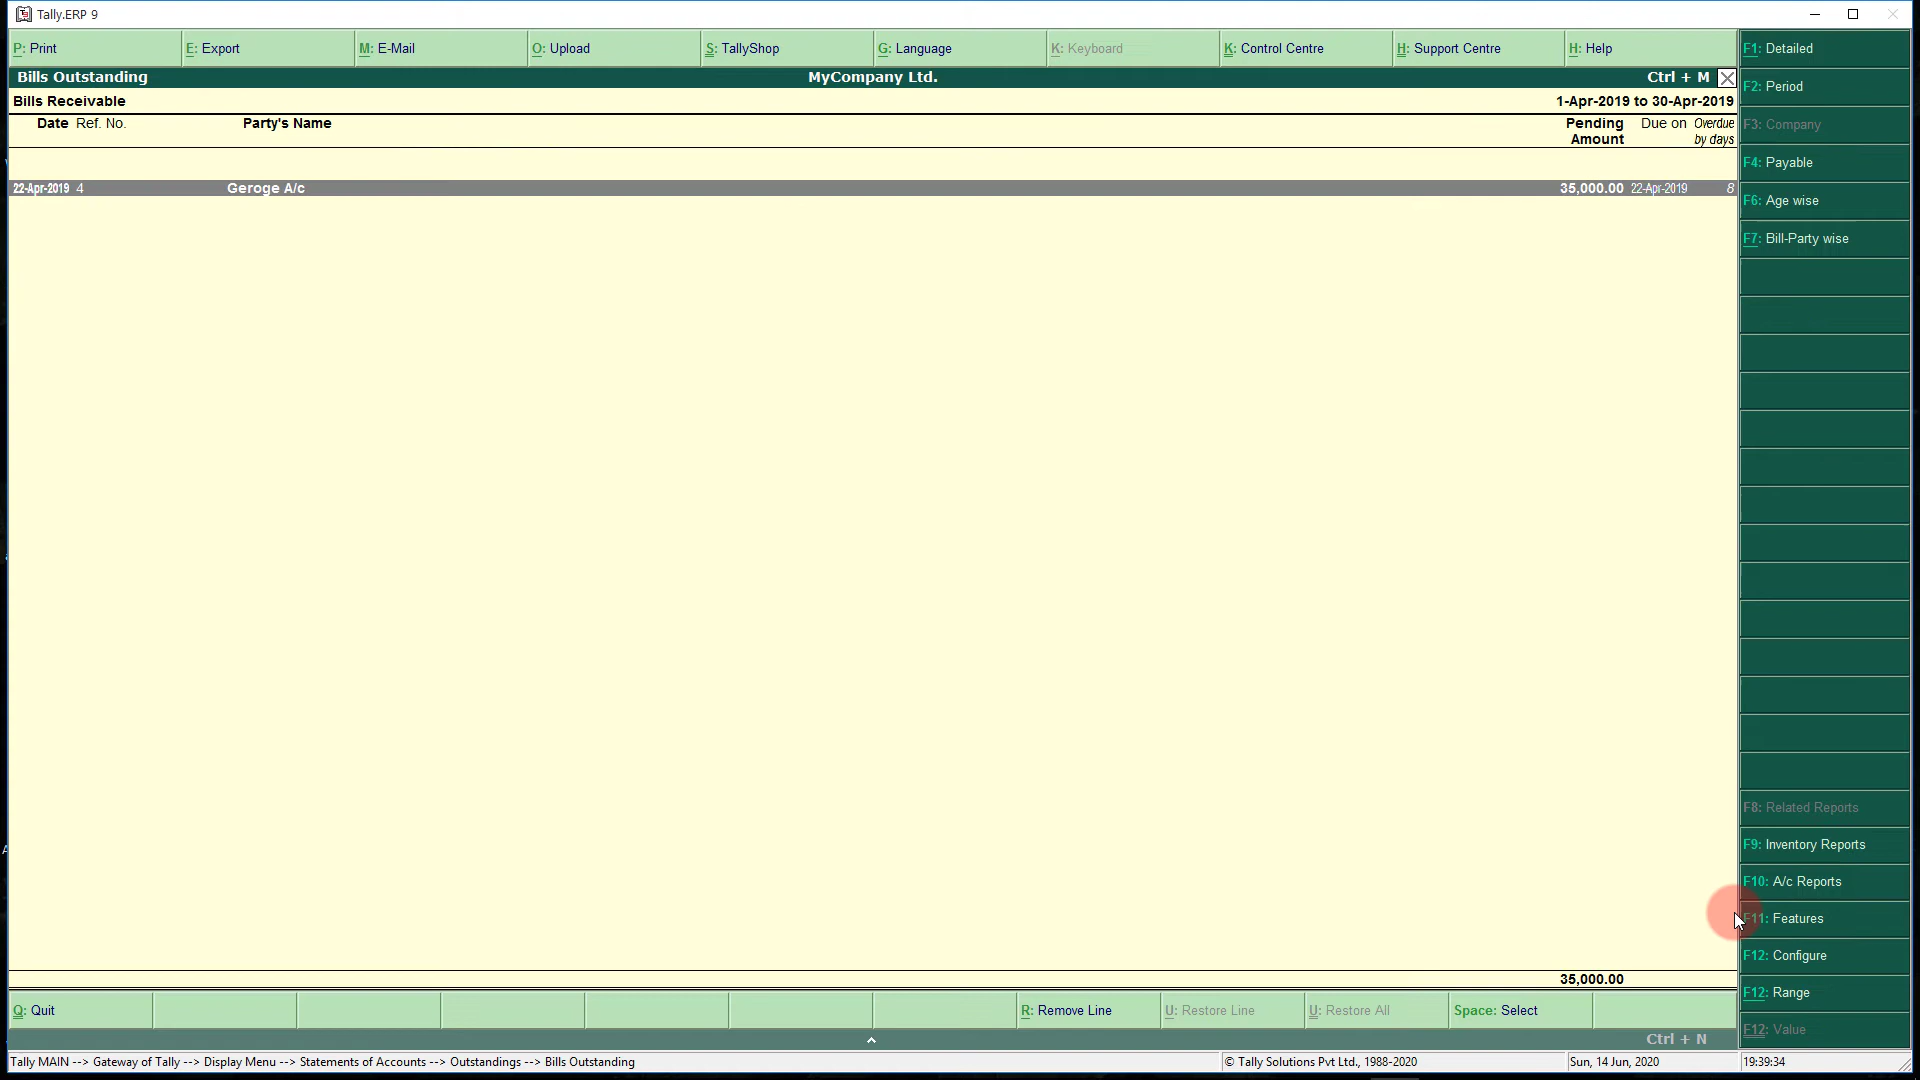 Tally.ERP 9
P: Print E: Export M: E-Mail O: Upload S: TallyShop G: Language K: Keyboard K: Control Centre H: Support Centre H: Help
Bills Outstanding MyCompany Ltd. Ctrl + M
Bills Receivable 1-Apr-2019 to 30-Apr-2019
Date Ref. No. Party's Name Pending Amount Due on Overdue by days
22-Apr-2019 4 Geroge A/c 35,000.00 22-Apr-2019 8
35,000.00
Q: Quit R: Remove Line U: Restore Line U: Restore All Space: Select
Ctrl + N
F1: Detailed
F2: Period
F3: Company
F4: Payable
F6: Age wise
F7: Bill-Party wise
F8: Related Reports
F9: Inventory Reports
F10: A/c Reports
F11: Features
F12: Configure
F12: Range
F12: Value
Tally MAIN --> Gateway of Tally --> Display Menu --> Statements of Accounts --> Outstandings --> Bills Outstanding © Tally Solutions Pvt Ltd., 1988-2020 Sun, 14 Jun, 2020 19:39:34